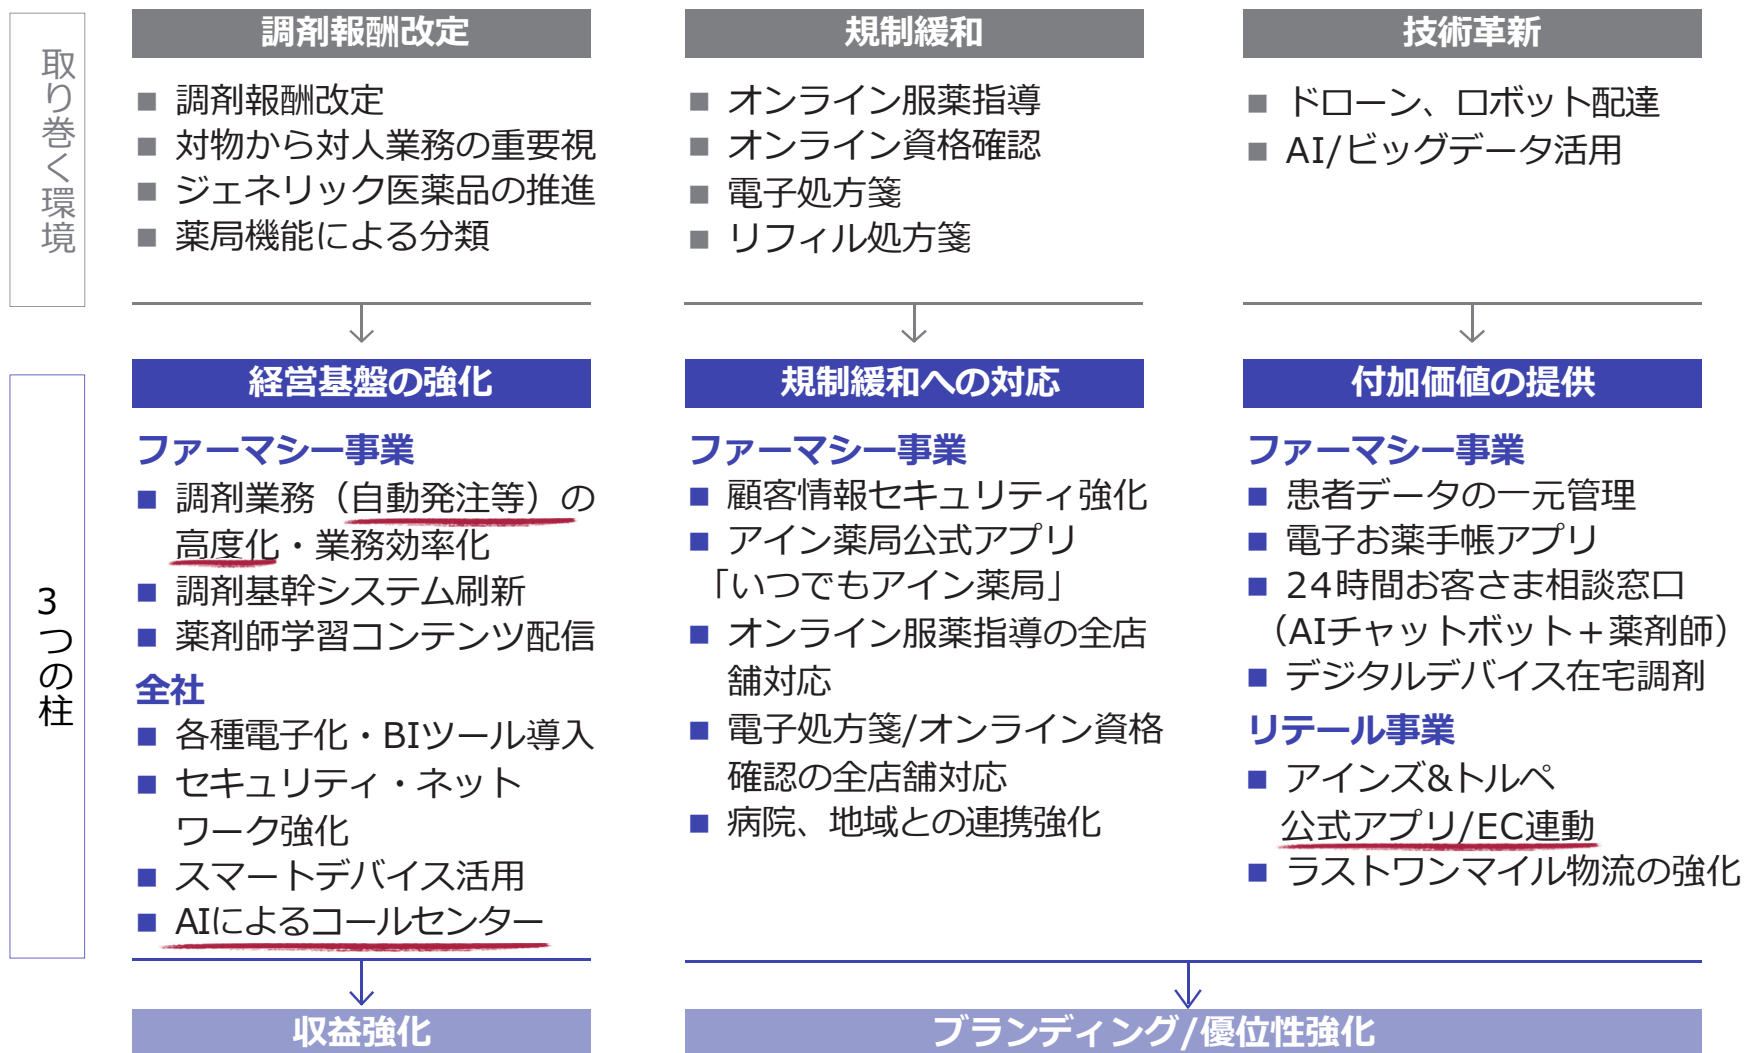 取り巻く環境
調剤報酬改定
■ 調剤報酬改定
■ 対物から対人業務の重要視
■ ジェネリック医薬品の推進
■ 薬局機能による分類
規制緩和
■ オンライン服薬指導
■ オンライン資格確認
■ 電子処方箋
■ リフィル処方箋
技術革新
■ ドローン、ロボット配達
■ AI/ビッグデータ活用
3つの柱
経営基盤の強化
ファーマシー事業
■ 調剤業務（自動発注等）の
高度化・業務効率化
■ 調剤基幹システム刷新
■ 薬剤師学習コンテンツ配信
全社
■ 各種電子化・BIツール導入
■ セキュリティ・ネット
ワーク強化
■ スマートデバイス活用
■ AIによるコールセンター
規制緩和への対応
ファーマシー事業
■ 顧客情報セキュリティ強化
■ アイン薬局公式アプリ
「いつでもアイン薬局」
■ オンライン服薬指導の全店
舗対応
■ 電子処方箋/オンライン資格
確認の全店舗対応
■ 病院、地域との連携強化
付加価値の提供
ファーマシー事業
■ 患者データの一元管理
■ 電子お薬手帳アプリ
■ 24時間お客さま相談窓口
（AIチャットボット＋薬剤師）
■ デジタルデバイス在宅調剤
リテール事業
■ アインズ&トルペ
公式アプリ/EC連動
■ ラストワンマイル物流の強化
収益強化
ブランディング/優位性強化